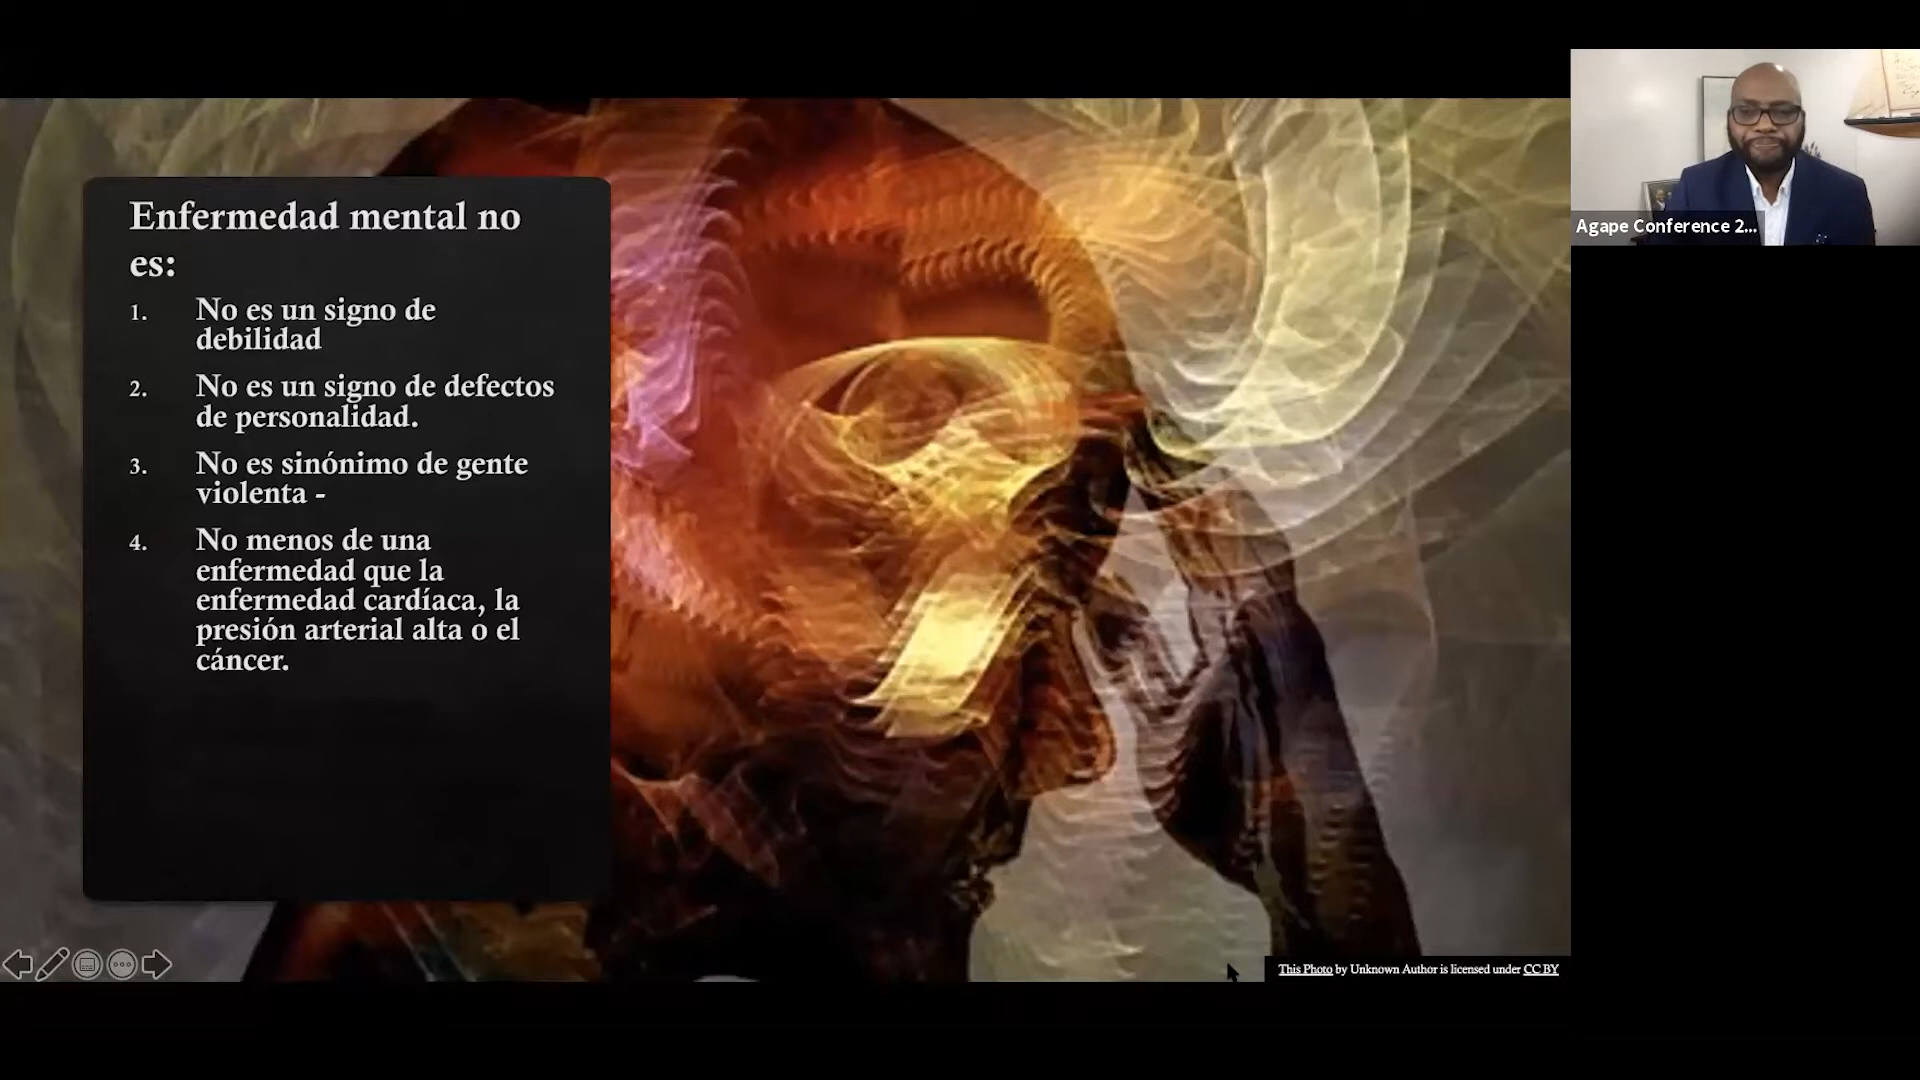 Enfermedad mental no
es:
1. No es un signo de
debilidad
2. No es un signo de defectos
de personalidad.
3. No es sinónimo de gente
violenta -
4. No menos de una
enfermedad que la
enfermedad cardíaca, la
presión arterial alta o el
cáncer.
Agape Conference 2...
This Photo by Unknown Author is licensed under CC BY